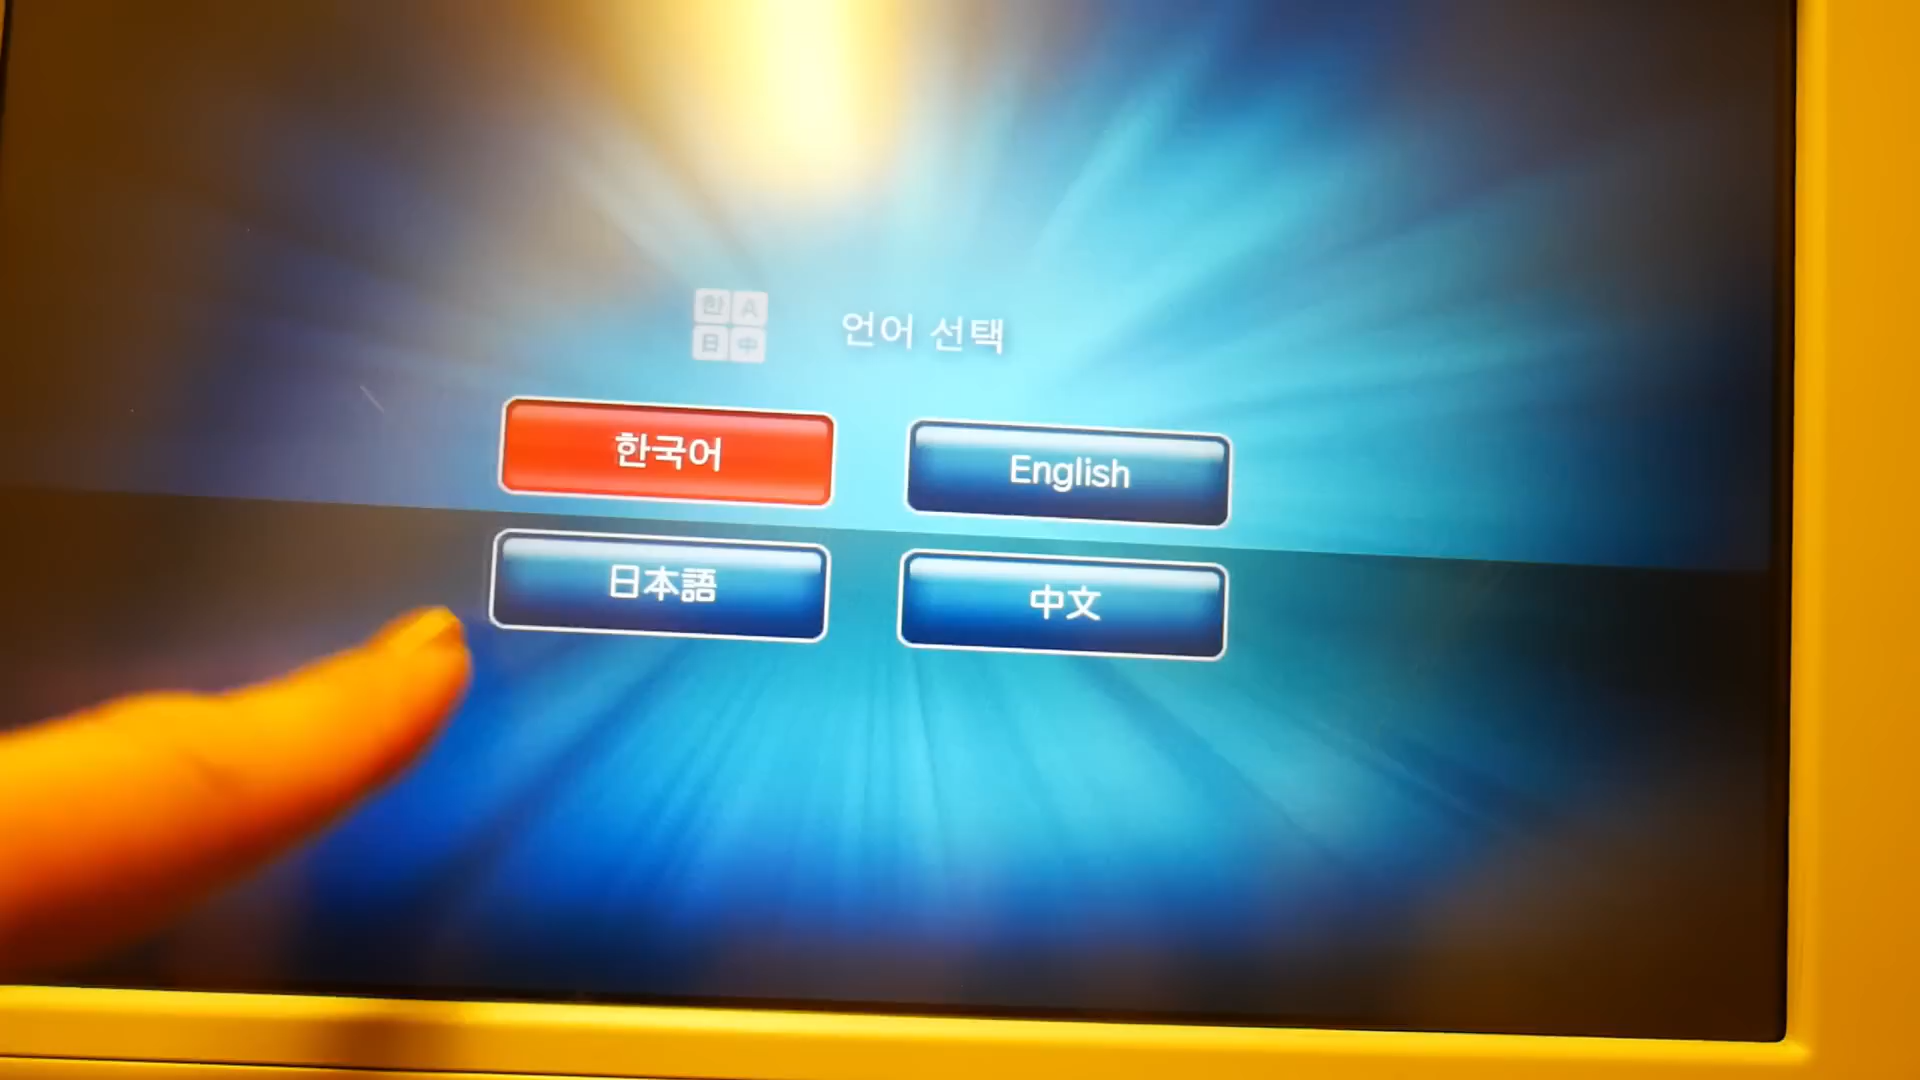 한 A
日 中
언어 선택
한국어
English
日本語
中文